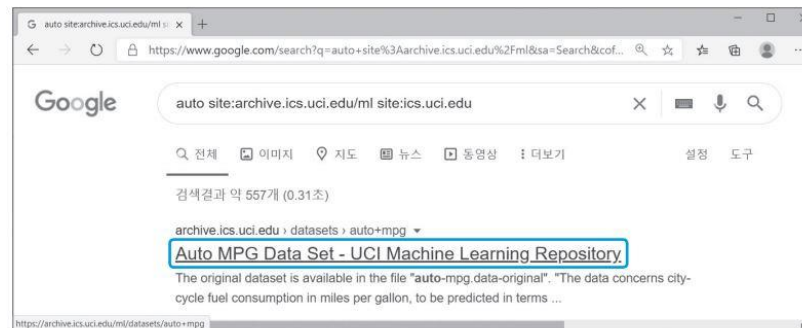 G auto site:archive.ics.uci.edu/ml si
https://www.google.com/search?q=auto+site%3Aarchive.ics.uci.edu%2Fml&sa=Search&cof...
Google
auto site:archive.ics.uci.edu/ml site:ics.uci.edu
전체 이미지 지도 뉴스 동영상 더보기 설정 도구
검색결과 약 557개 (0.31초)
archive.ics.uci.edu › datasets › auto+mpg
Auto MPG Data Set - UCI Machine Learning Repository
The original dataset is available in the file "auto-mpg.data-original". "The data concerns city-
cycle fuel consumption in miles per gallon, to be predicted in terms ...
https://archive.ics.uci.edu/ml/datasets/auto+mpg